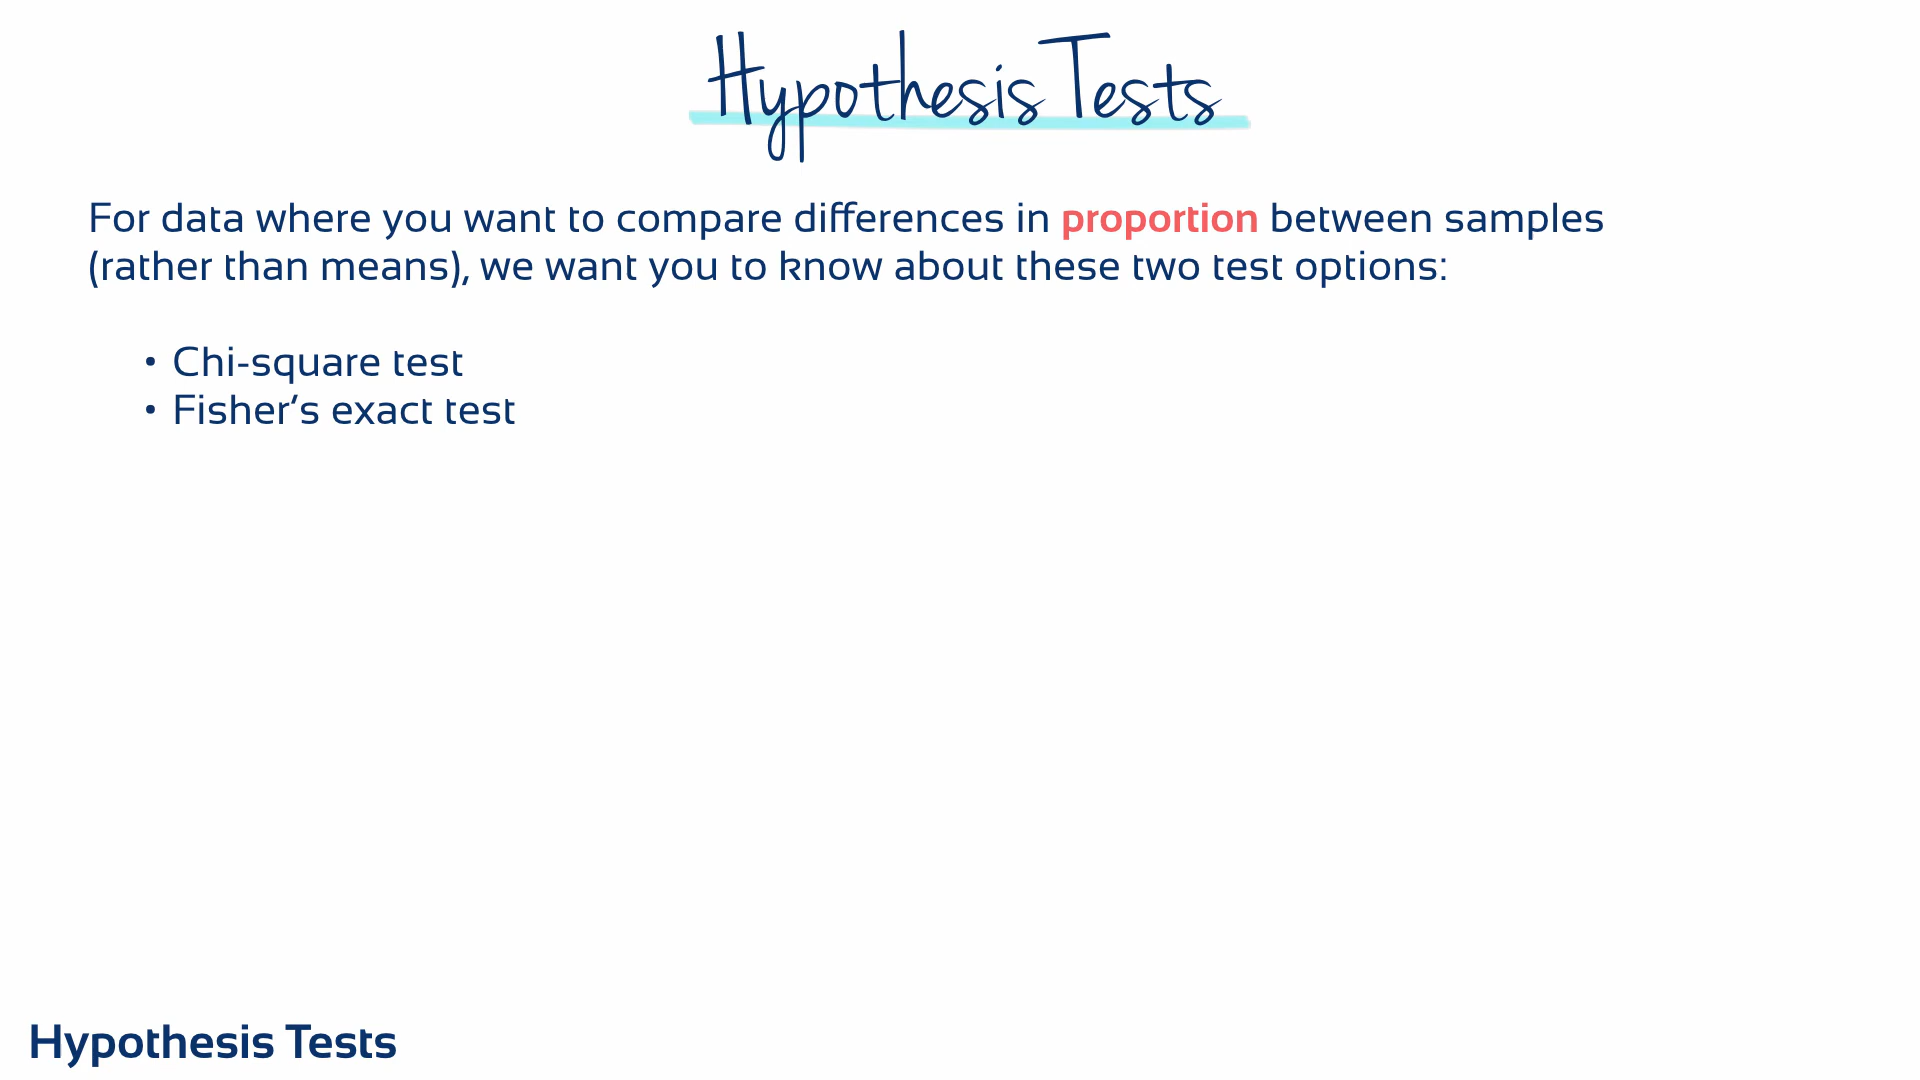 Hypothesis Tests
For data where you want to compare differences in proportion between samples
(rather than means), we want you to know about these two test options:
• Chi-square test
• Fisher’s exact test
Hypothesis Tests